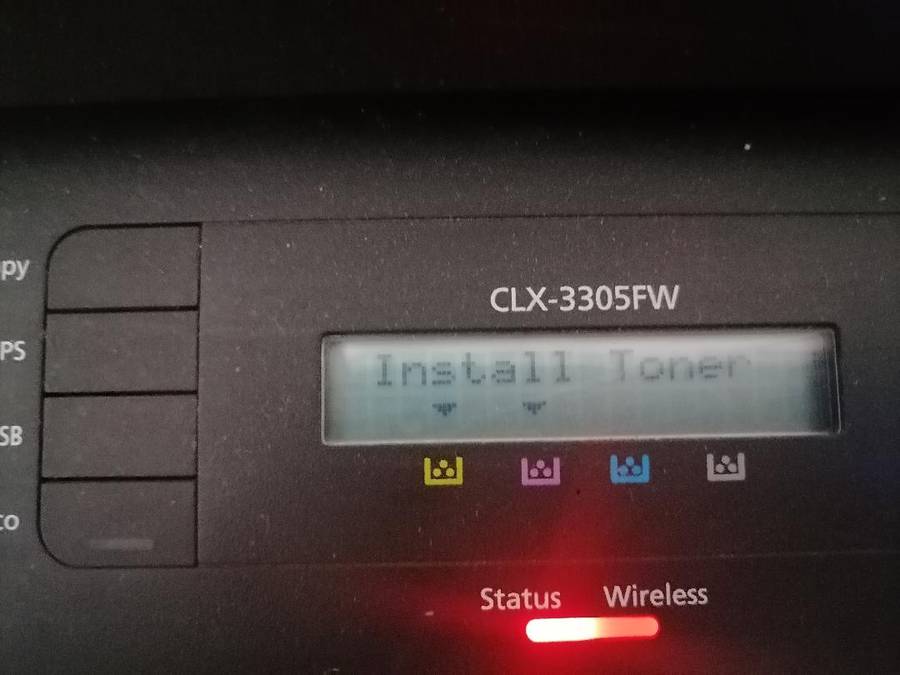 CLX-3305FW
Install Toner
py
PS
SB
to
Status Wireless